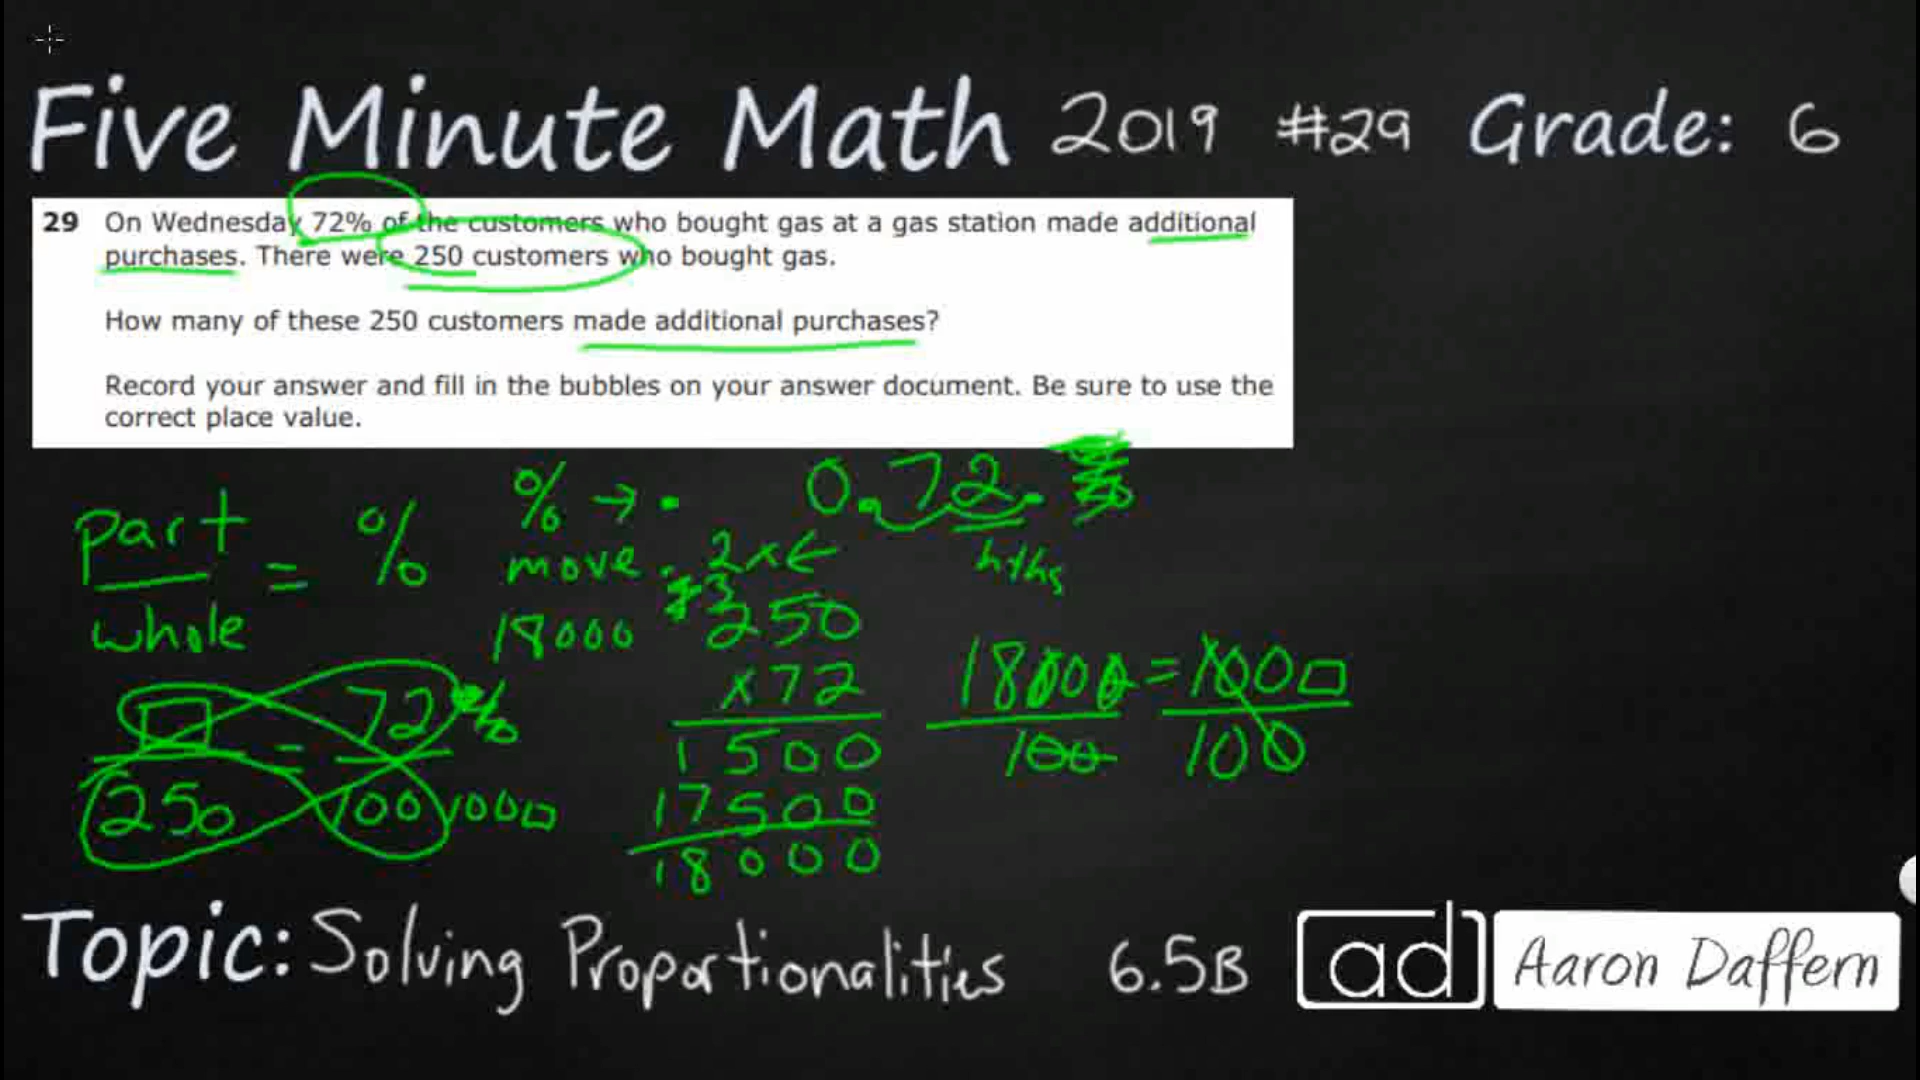 Five Minute Math 2019 #29 Grade: 6
29 On Wednesday 72% of the customers who bought gas at a gas station made additional
purchases. There were 250 customers who bought gas.
How many of these 250 customers made additional purchases?
Record your answer and fill in the bubbles on your answer document. Be sure to use the
correct place value.
part
whole
= %
% → .
move . 2x←
0.72.
hths
18000
□ = 72%
250 100
100□
+3
250
x72
1500
17500
18000
18000 = 100□
100 100
Topic: Solving Proportionalities 6.5B ad Aaron Daffern